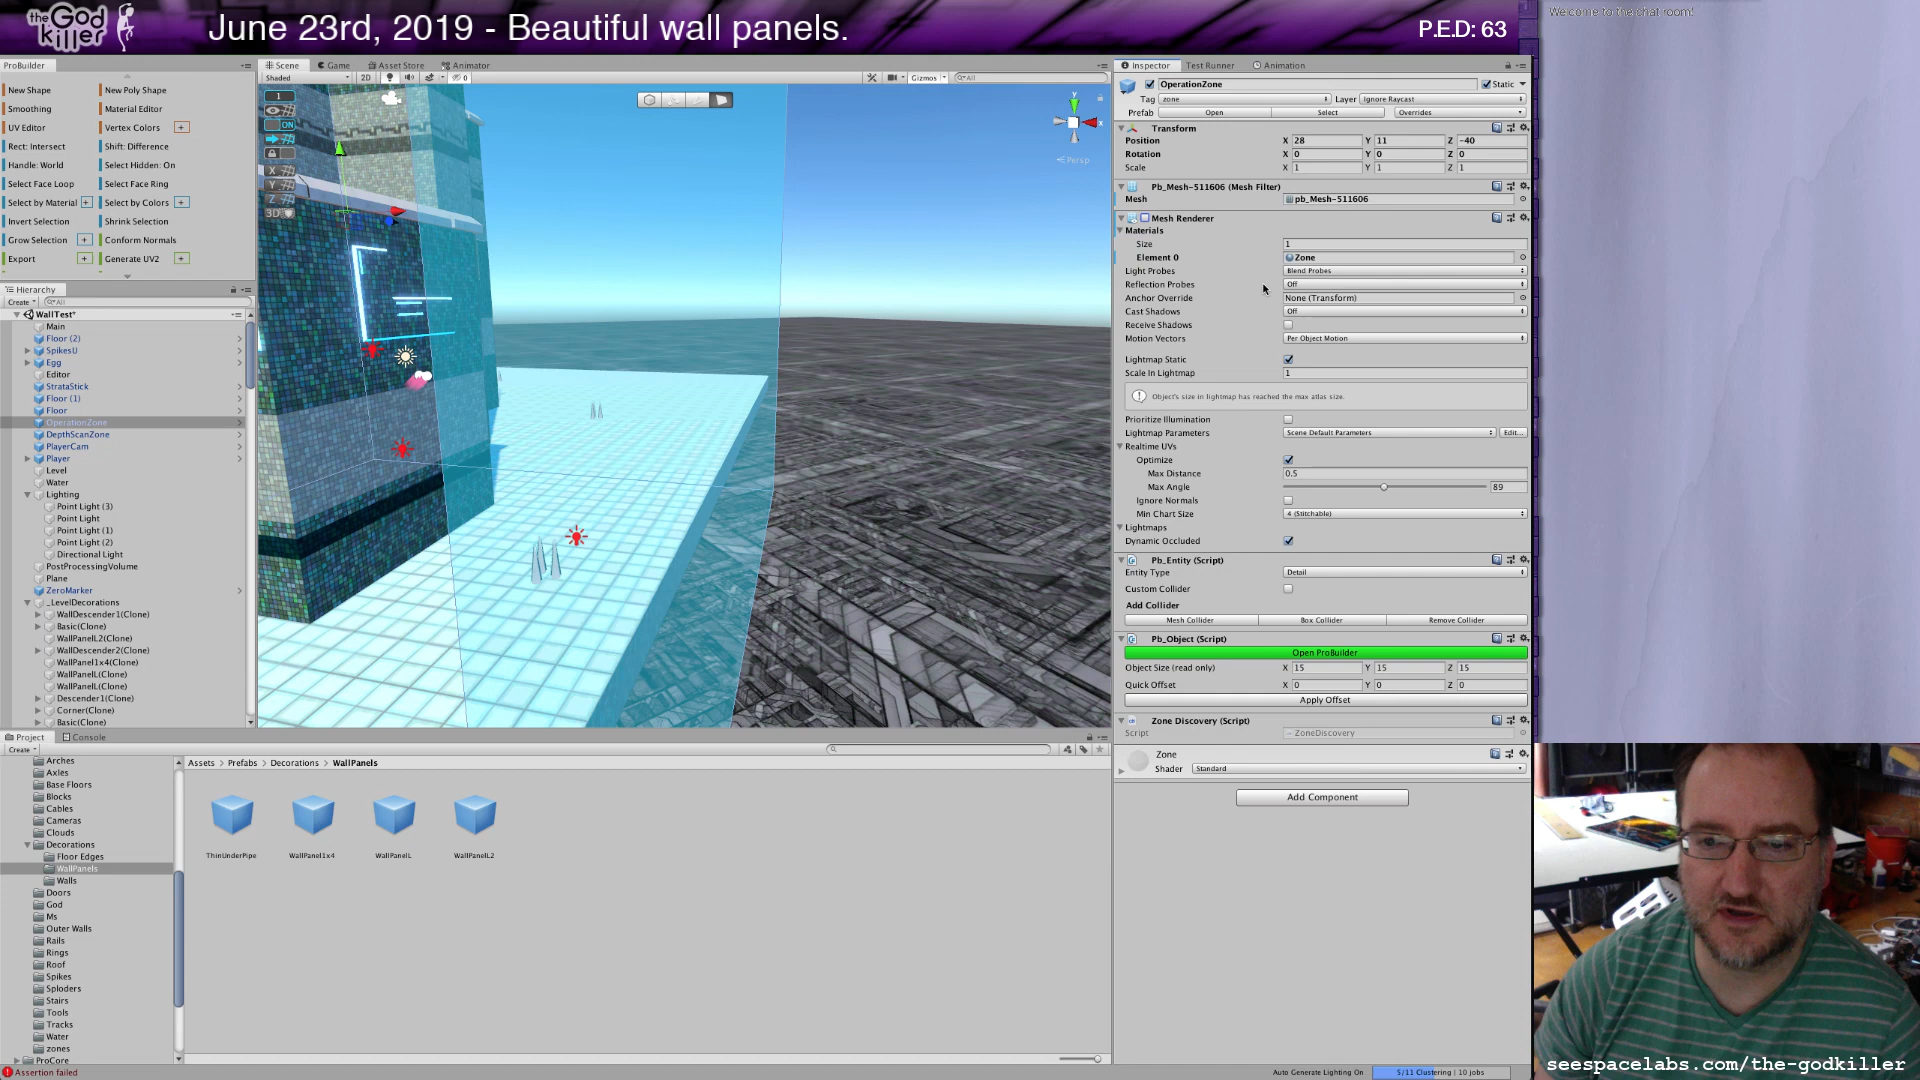 the God killer
June 23rd, 2019 - Beautiful wall panels.
P.E.D: 63
Welcome to the chat room!
ProBuilder
New Shape
New Poly Shape
Smoothing
Material Editor
UV Editor
Vertex Colors
Rect: Intersect
Shift: Difference
Handle: World
Select Hidden: On
Select Face Loop
Select Face Ring
Select by Material
Select by Colors
Invert Selection
Shrink Selection
Grow Selection
Conform Normals
Export
Generate UV2
Hierarchy
Create
All
WallTest*
Main
Floor (2)
SpikesU
Egg
Editor
StrataStick
Floor (1)
Floor
OperationZone
DepthScanZone
PlayerCam
Player
Level
Water
Lighting
Point Light (3)
Point Light
Point Light (1)
Point Light (2)
Directional Light
PostProcessingVolume
Plane
ZeroMarker
_LevelDecorations
WallDescender1(Clone)
Basic(Clone)
WallPanelL2(Clone)
WallDescender2(Clone)
WallPanel1x4(Clone)
WallPanelL(Clone)
WallPanelL(Clone)
Descender1(Clone)
Corner(Clone)
Basic(Clone)
Scene
Game
Asset Store
Animator
Shaded
2D
0
Gizmos
All
1
ON
X
Y
Z
3D
y
x
Persp
Inspector
Test Runner
Animation
OperationZone
Static
Tag zone
Layer Ignore Raycast
Prefab Open Select Overrides
Transform
Position X 28 Y 11 Z -40
Rotation X 0 Y 0 Z 0
Scale X 1 Y 1 Z 1
Pb_Mesh-511606 (Mesh Filter)
Mesh pb_Mesh-511606
Mesh Renderer
Materials
Size 1
Element 0 Zone
Light Probes Blend Probes
Reflection Probes Off
Anchor Override None (Transform)
Cast Shadows Off
Receive Shadows
Motion Vectors Per Object Motion
Lightmap Static
Scale In Lightmap 1
Object's size in lightmap has reached the max atlas size.
Prioritize Illumination
Lightmap Parameters Scene Default Parameters Edit...
Realtime UVs
Optimize
Max Distance 0.5
Max Angle 89
Ignore Normals
Min Chart Size 4 (Stitchable)
Lightmaps
Dynamic Occluded
Pb_Entity (Script)
Entity Type Detail
Custom Collider
Add Collider
Mesh Collider Box Collider Remove Collider
Pb_Object (Script)
Open ProBuilder
Object Size (read only) X 15 Y 15 Z 15
Quick Offset X 0 Y 0 Z 0
Apply Offset
Zone Discovery (Script)
Script ZoneDiscovery
Zone
Shader Standard
Add Component
Project
Console
Create
Arches
Axles
Base Floors
Blocks
Cables
Cameras
Clouds
Decorations
Floor Edges
WallPanels
Walls
Doors
God
Ms
Outer Walls
Rails
Rings
Roof
Spikes
Sploders
Stairs
Tools
Tracks
Water
zones
ProCore
Assets Prefabs Decorations WallPanels
ThinUnderPipe
WallPanel1x4
WallPanelL
WallPanelL2
Assertion failed
Auto Generate Lighting On
5/11 Clustering | 10 jobs
seespacelabs.com/the-godkiller